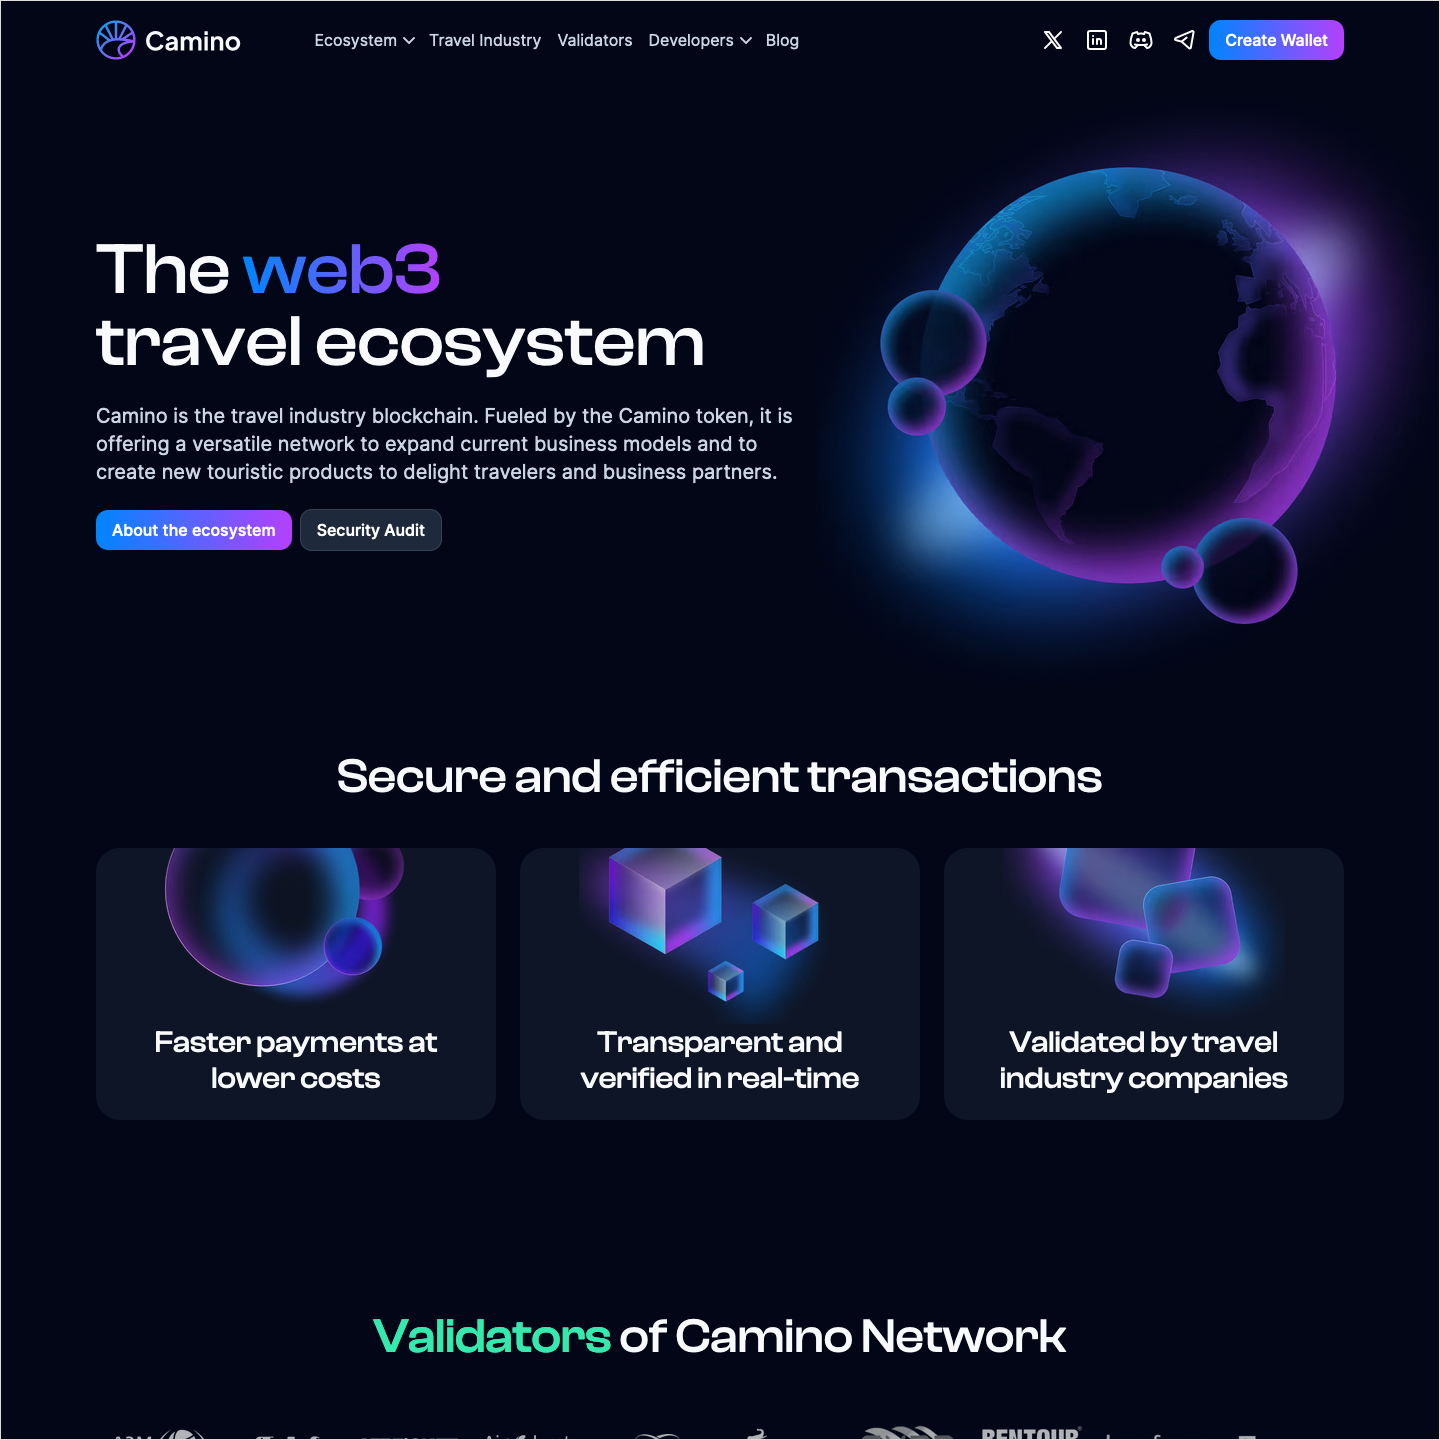 Camino
Ecosystem
Travel Industry
Validators
Developers
Blog
Create Wallet
The web3
travel ecosystem
Camino is the travel industry blockchain. Fueled by the Camino token, it is
offering a versatile network to expand current business models and to
create new touristic products to delight travelers and business partners.
About the ecosystem
Security Audit
Secure and efficient transactions
Faster payments at
lower costs
Transparent and
verified in real-time
Validated by travel
industry companies
Validators of Camino Network
BENTOUR